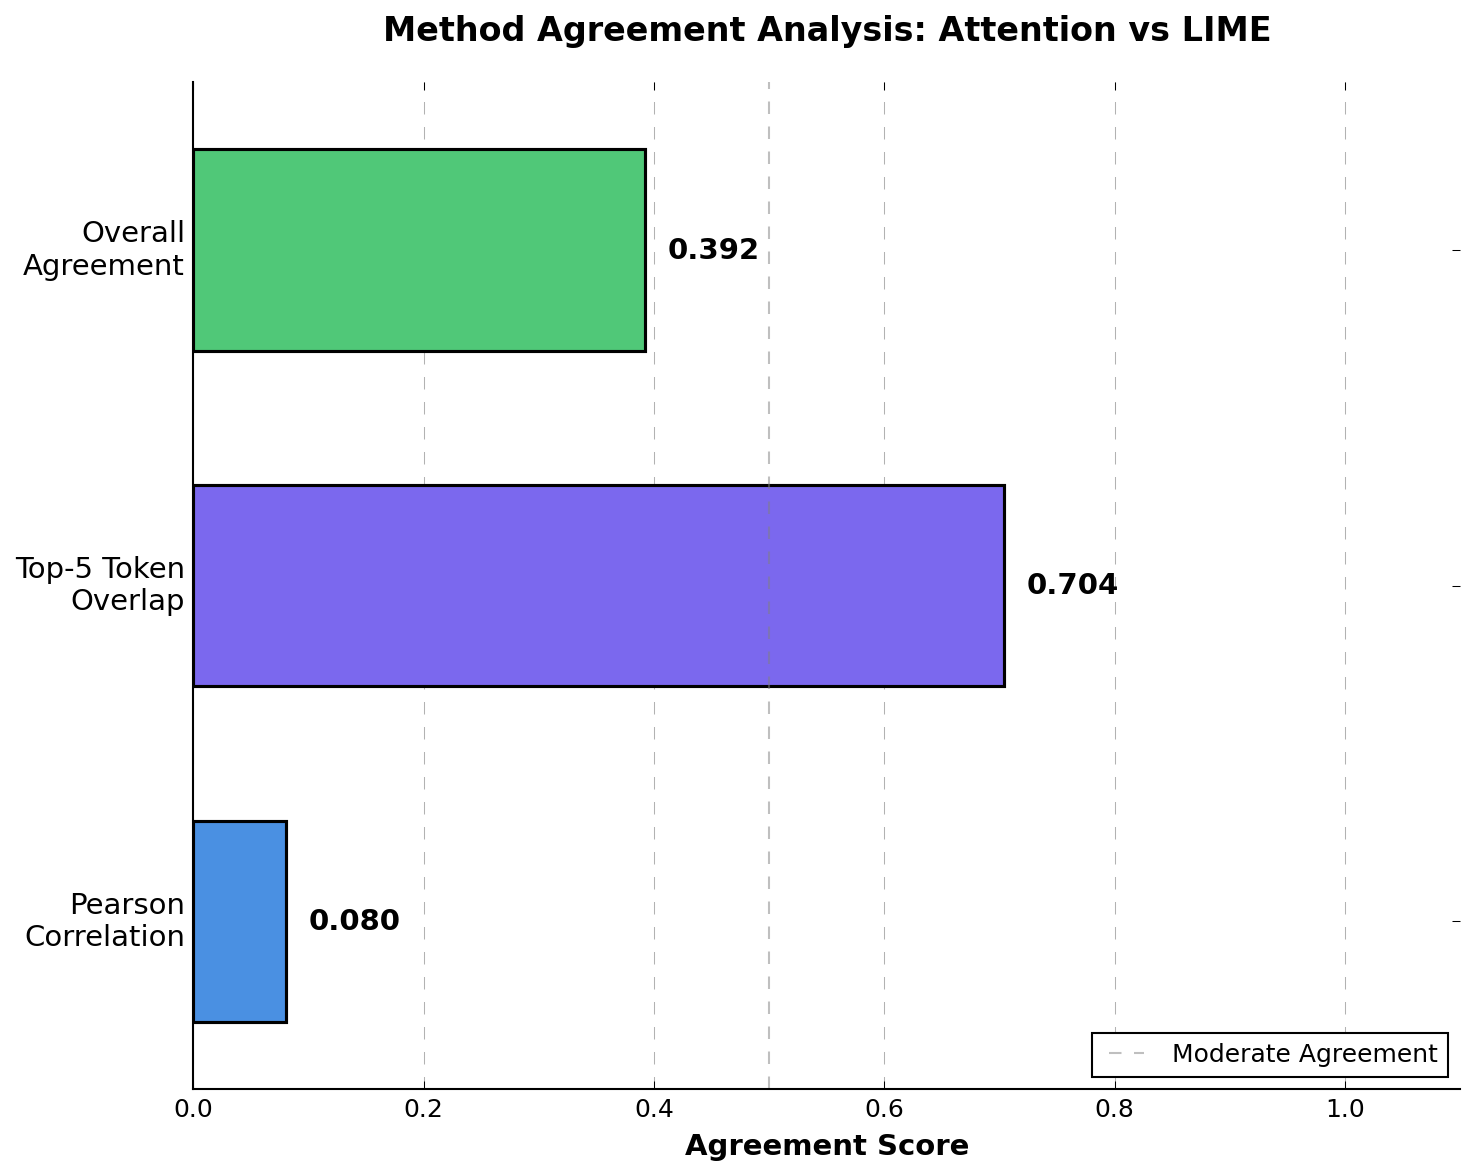 Method Agreement Analysis: Attention vs LIME
Overall
Agreement
0.392
Top-5 Token
Overlap
0.704
Pearson
Correlation
0.080
Moderate Agreement
0.0 0.2 0.4 0.6 0.8 1.0
Agreement Score